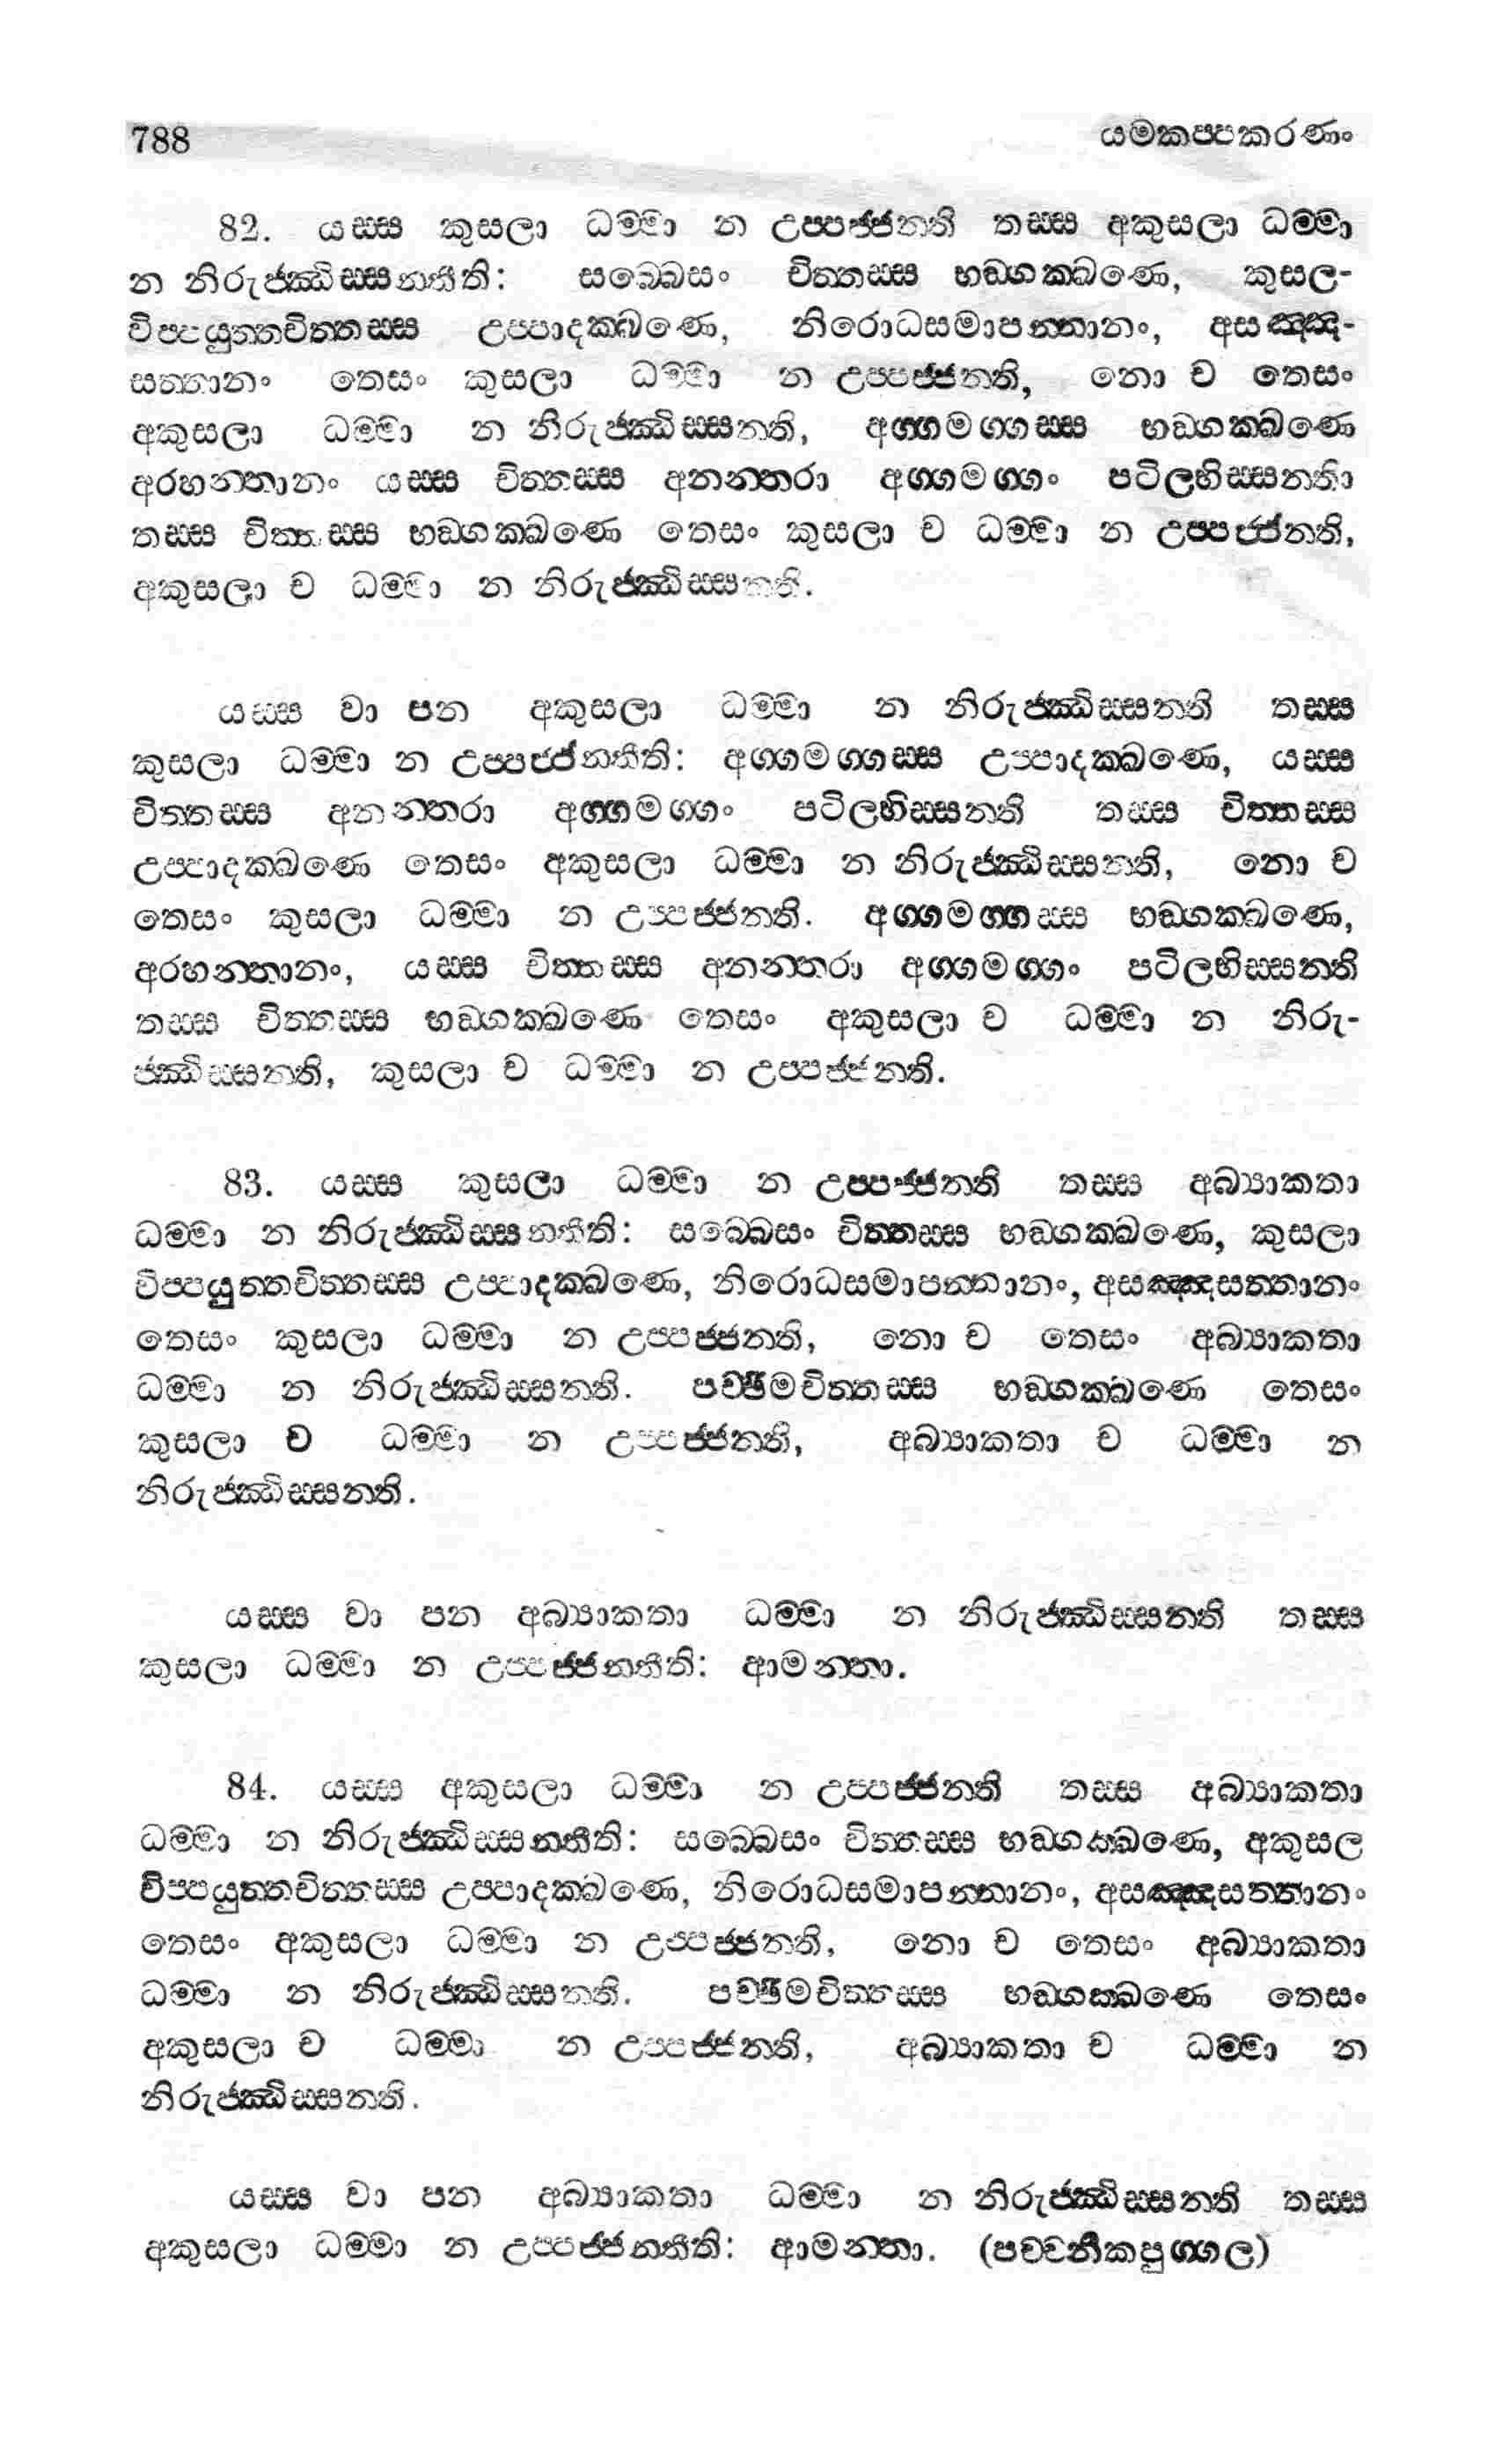 788 යමකප්පකරණං
82. යස්ස කුසලා ධම්මා න උප්පජ්ජන්ති තස්ස අකුසලා ධම්මා
න නිරුජ්ඣිස්සන්තීති: සබ්බෙසං චිත්තස්ස භඞ්ගක්ඛණෙ, කුසල-
විප්පයුත්තචිත්තස්ස උප්පාදක්ඛණෙ, නිරොධසමාපන්නානං, අසඤ්ඤ-
සත්තානං තෙසං කුසලා ධම්මා න උප්පජ්ජන්ති, නො ච තෙසං
අකුසලා ධම්මා න නිරුජ්ඣිස්සන්ති, අග්ගමග්ගස්ස භඞ්ගක්ඛණෙ
අරහන්තානං යස්ස චිත්තස්ස අනන්තරා අග්ගමග්ගං පටිලභිස්සන්ති
තස්ස චිත්තස්ස භඞ්ගක්ඛණෙ තෙසං කුසලා ච ධම්මා න උප්පජ්ජන්ති,
අකුසලා ච ධම්මා න නිරුජ්ඣිස්සන්ති.
යස්ස වා පන අකුසලා ධම්මා න නිරුජ්ඣිස්සන්ති තස්ස
කුසලා ධම්මා න උප්පජ්ජන්තීති: අග්ගමග්ගස්ස උප්පාදක්ඛණෙ, යස්ස
චිත්තස්ස අනන්තරා අග්ගමග්ගං පටිලභිස්සන්ති තස්ස චිත්තස්ස
උප්පාදක්ඛණෙ තෙසං අකුසලා ධම්මා න නිරුජ්ඣිස්සන්ති, නො ච
තෙසං කුසලා ධම්මා න උප්පජ්ජන්ති. අග්ගමග්ගස්ස භඞ්ගක්ඛණෙ,
අරහන්තානං, යස්ස චිත්තස්ස අනන්තරා අග්ගමග්ගං පටිලභිස්සන්ති
තස්ස චිත්තස්ස භඞ්ගක්ඛණෙ තෙසං අකුසලා ච ධම්මා න නිරු-
ජ්ඣිස්සන්ති, කුසලා ච ධම්මා න උප්පජ්ජන්ති.
83. යස්ස කුසලා ධම්මා න උප්පජ්ජන්ති තස්ස අබ්‍යාකතා
ධම්මා න නිරුජ්ඣිස්සන්තීති: සබ්බෙසං චිත්තස්ස භඞ්ගක්ඛණෙ, කුසලා
විප්පයුත්තචිත්තස්ස උප්පාදක්ඛණෙ, නිරොධසමාපන්නානං, අසඤ්ඤසත්තානං
තෙසං කුසලා ධම්මා න උප්පජ්ජන්ති, නො ච තෙසං අබ්‍යාකතා
ධම්මා න නිරුජ්ඣිස්සන්ති. පච්ඡිමචිත්තස්ස භඞ්ගක්ඛණෙ තෙසං
කුසලා ච ධම්මා න උප්පජ්ජන්ති, අබ්‍යාකතා ච ධම්මා න
නිරුජ්ඣිස්සන්ති.
යස්ස වා පන අබ්‍යාකතා ධම්මා න නිරුජ්ඣිස්සන්ති තස්ස
කුසලා ධම්මා න උප්පජ්ජන්තීති: ආමන්තා.
84. යස්ස අකුසලා ධම්මා න උප්පජ්ජන්ති තස්ස අබ්‍යාකතා
ධම්මා න නිරුජ්ඣිස්සන්තීති: සබ්බෙසං චිත්තස්ස භඞ්ගක්ඛණෙ, අකුසල
විප්පයුත්තචිත්තස්ස උප්පාදක්ඛණෙ, නිරොධසමාපන්නානං, අසඤ්ඤසත්තානං
තෙසං අකුසලා ධම්මා න උප්පජ්ජන්ති, නො ච තෙසං අබ්‍යාකතා
ධම්මා න නිරුජ්ඣිස්සන්ති. පච්ඡිමචිත්තස්ස භඞ්ගක්ඛණෙ තෙසං
අකුසලා ච ධම්මා න උප්පජ්ජන්ති, අබ්‍යාකතා ච ධම්මා න
නිරුජ්ඣිස්සන්ති.
යස්ස වා පන අබ්‍යාකතා ධම්මා න නිරුජ්ඣිස්සන්ති තස්ස
අකුසලා ධම්මා න උප්පජ්ජන්තීති: ආමන්තා. (පච්චනීකපුග්ගල)